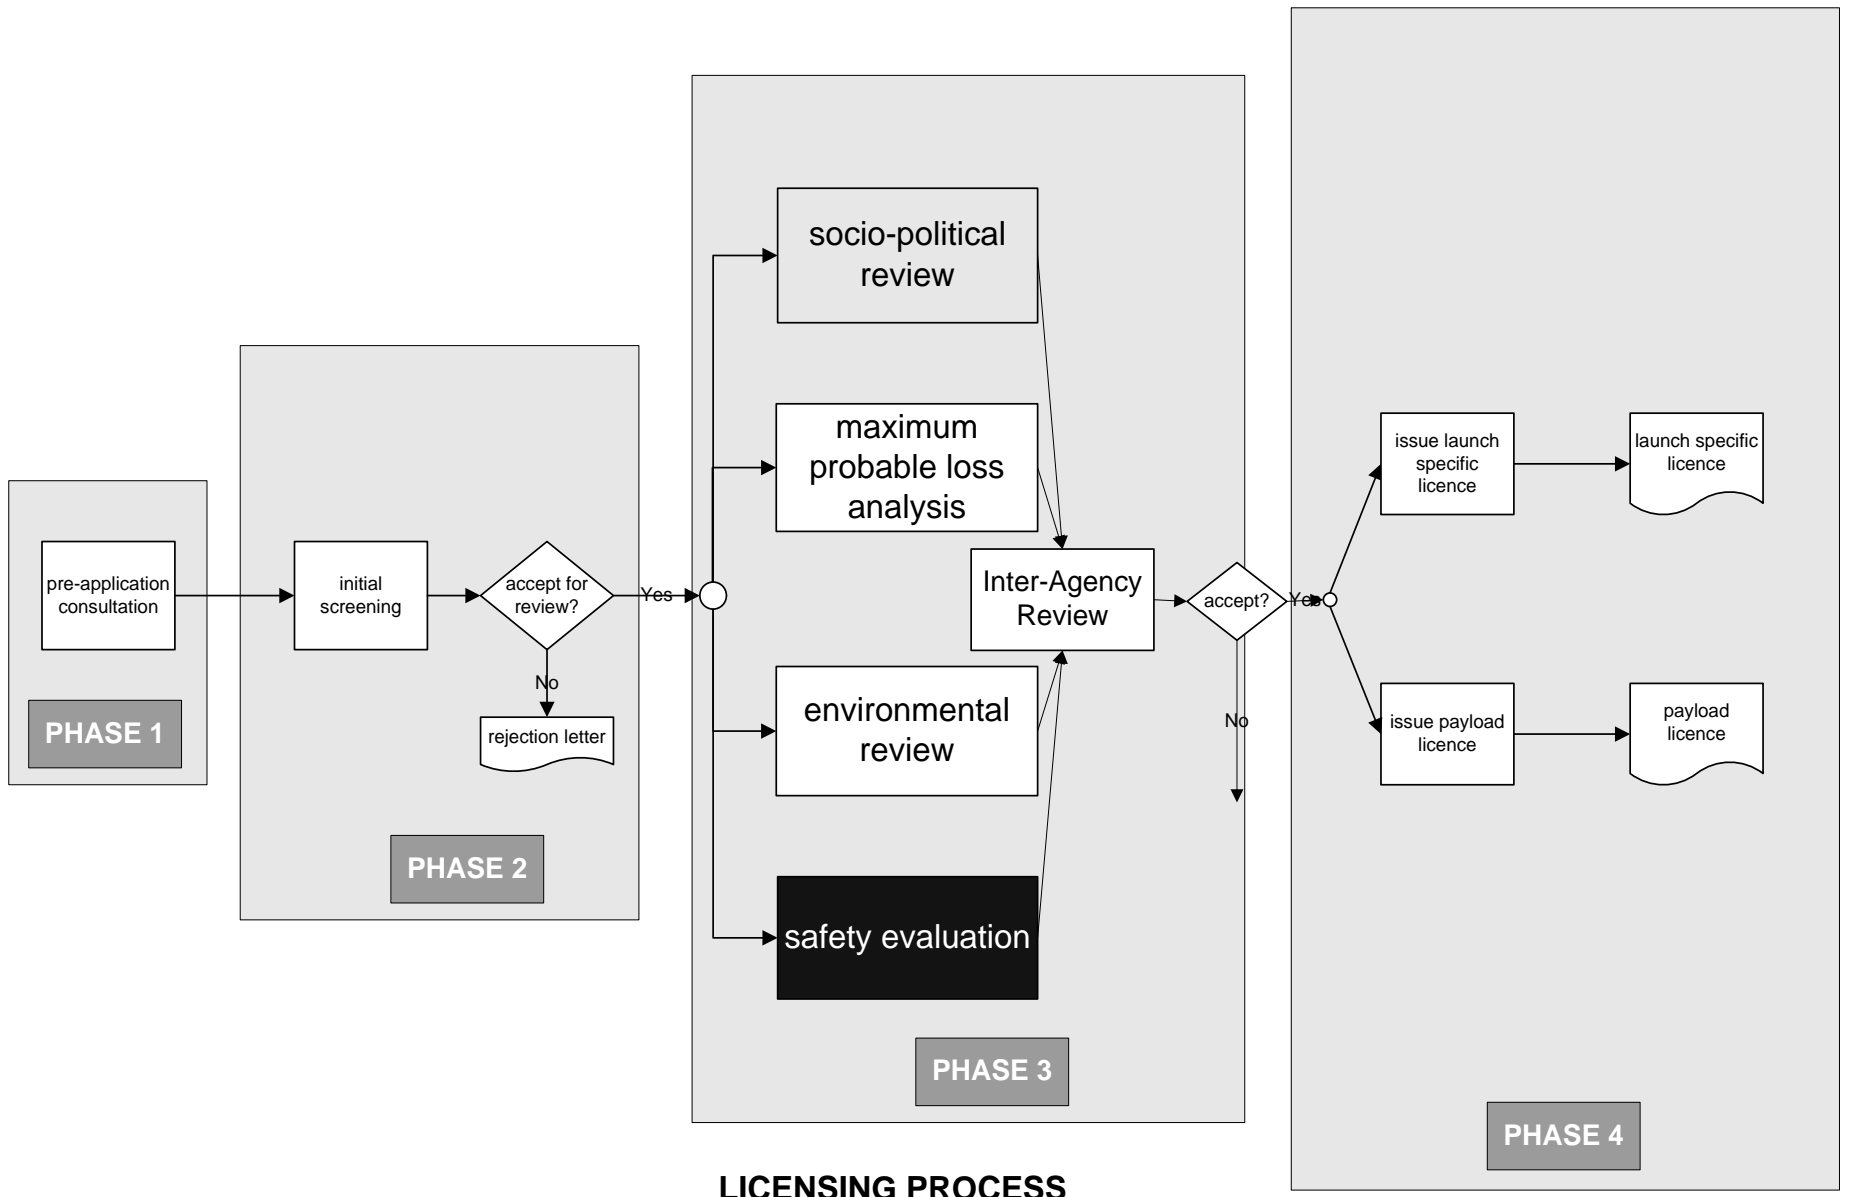 pre-application
consultation
PHASE 1
initial
screening
accept for
review?
Yes
No
rejection letter
PHASE 2
socio-political
review
maximum
probable loss
analysis
Inter-Agency
Review
environmental
review
safety evaluation
accept?
Yes
No
PHASE 3
issue launch
specific
licence
launch specific
licence
issue payload
licence
payload
licence
PHASE 4
LICENSING PROCESS